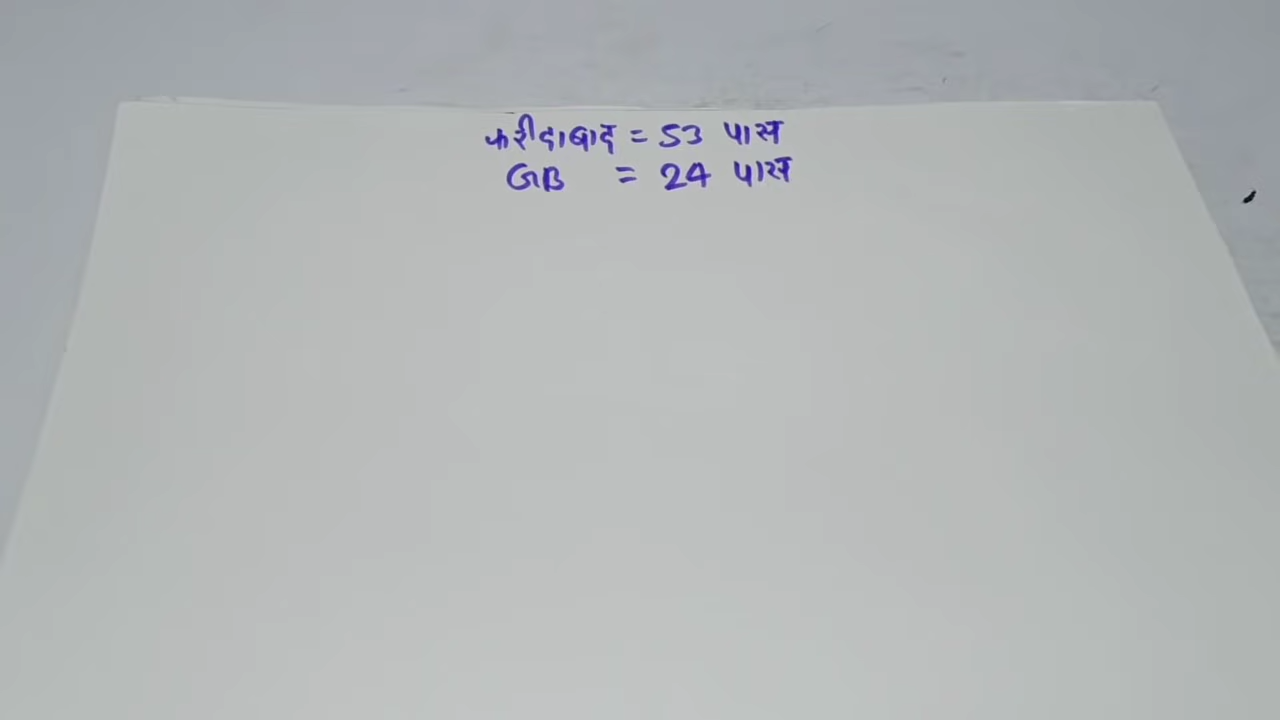 फरीदाबाद = 53 पास
GB = 24 पास